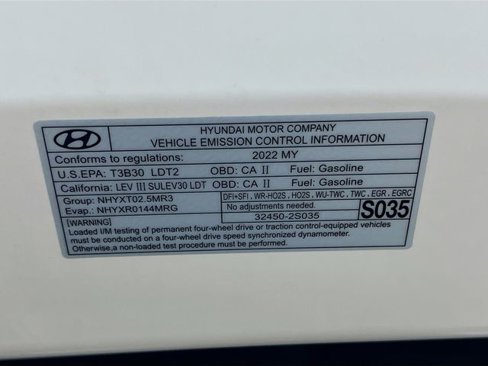 HYUNDAI MOTOR COMPANY
VEHICLE EMISSION CONTROL INFORMATION
Conforms to regulations: 2022 MY
U.S.EPA: T3B30 LDT2 OBD: CA II Fuel: Gasoline
California: LEV III SULEV30 LDT OBD: CA II Fuel: Gasoline
Group: NHYXT02.5MR3 DFI+SFI , WR-HO2S , HO2S , WU-TWC , TWC , EGR , EGRC
No adjustments needed.
Evap.: NHYXR0144MRG 32450-2S035 S035
[WARNING]
Loaded I/M testing of permanent four-wheel drive or traction control-equipped vehicles
must be conducted on a four-wheel drive speed synchronized dynamometer.
Otherwise,a non-loaded test procedure must be performed.